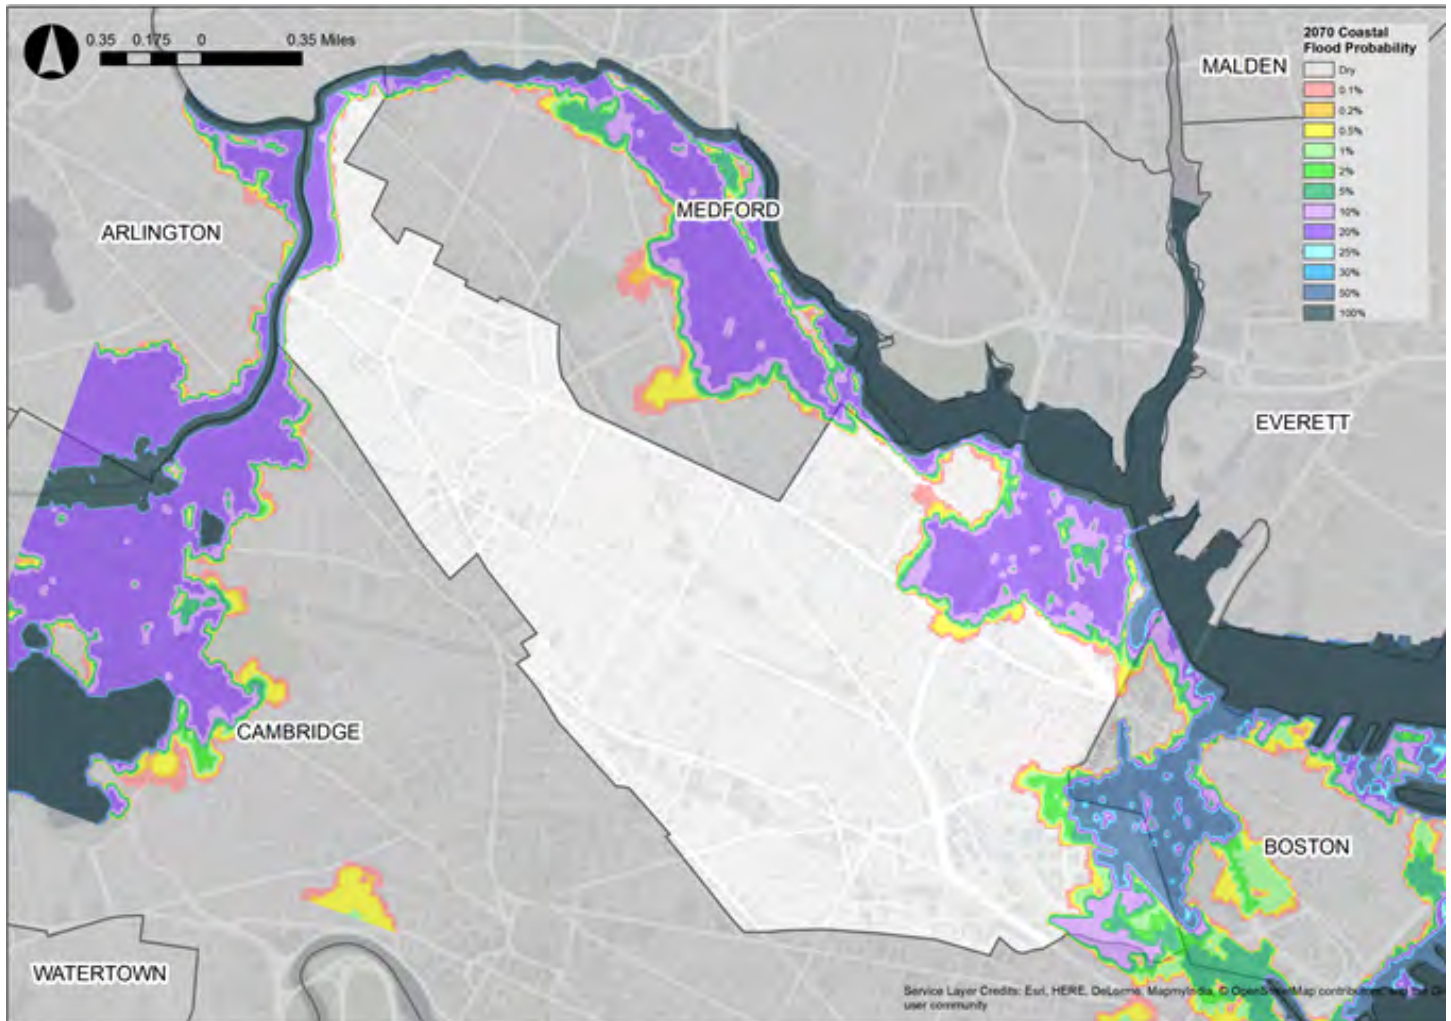 0.35 0.175 0 0.35 Miles
2070 Coastal
Flood Probability
Dry
0.1%
0.2%
0.5%
1%
2%
5%
10%
20%
25%
30%
50%
100%
MALDEN
ARLINGTON
MEDFORD
EVERETT
CAMBRIDGE
BOSTON
WATERTOWN
Service Layer Credits: Esri, HERE, DeLorme, MapmyIndia, © OpenStreetMap contributors, and the
user community